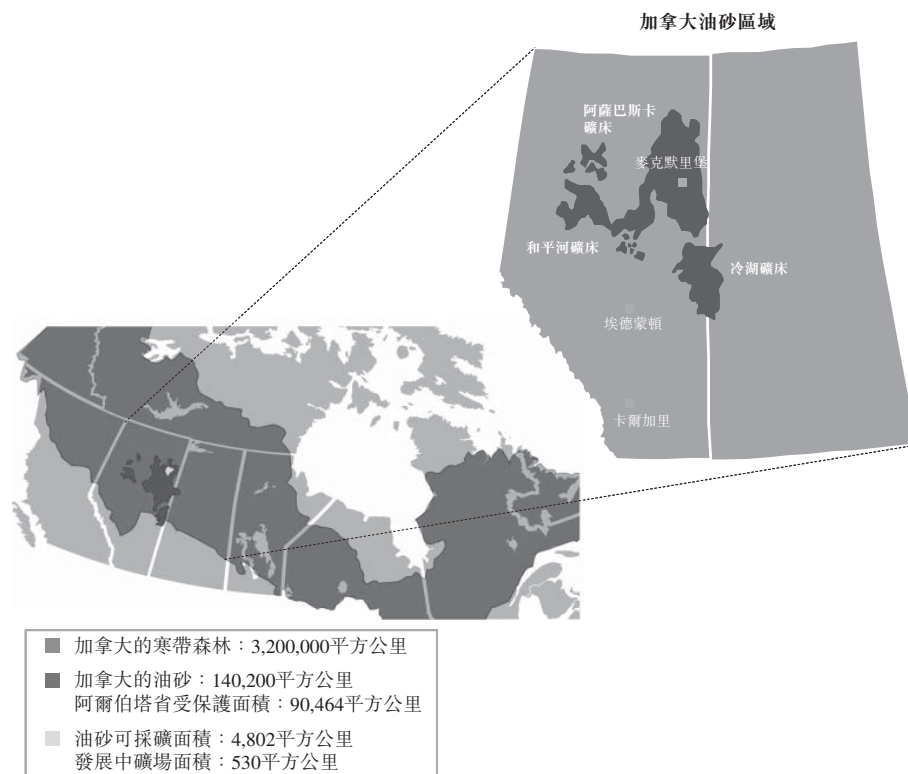 加拿大油砂區域
阿薩巴斯卡
礦床
麥克默里堡
和平河礦床
冷湖礦床
埃德蒙頓
卡爾加里
加拿大的寒帶森林：3,200,000平方公里
加拿大的油砂：140,200平方公里
阿爾伯塔省受保護面積：90,464平方公里
油砂可採礦面積：4,802平方公里
發展中礦場面積：530平方公里